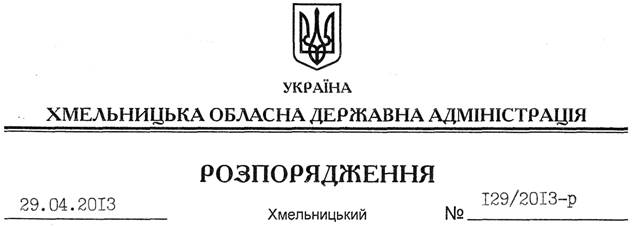 УКРАЇНА
ХМЕЛЬНИЦЬКА ОБЛАСНА ДЕРЖАВНА АДМІНІСТРАЦІЯ
РОЗПОРЯДЖЕННЯ
29.04.2013 Хмельницький № 129/2013-р